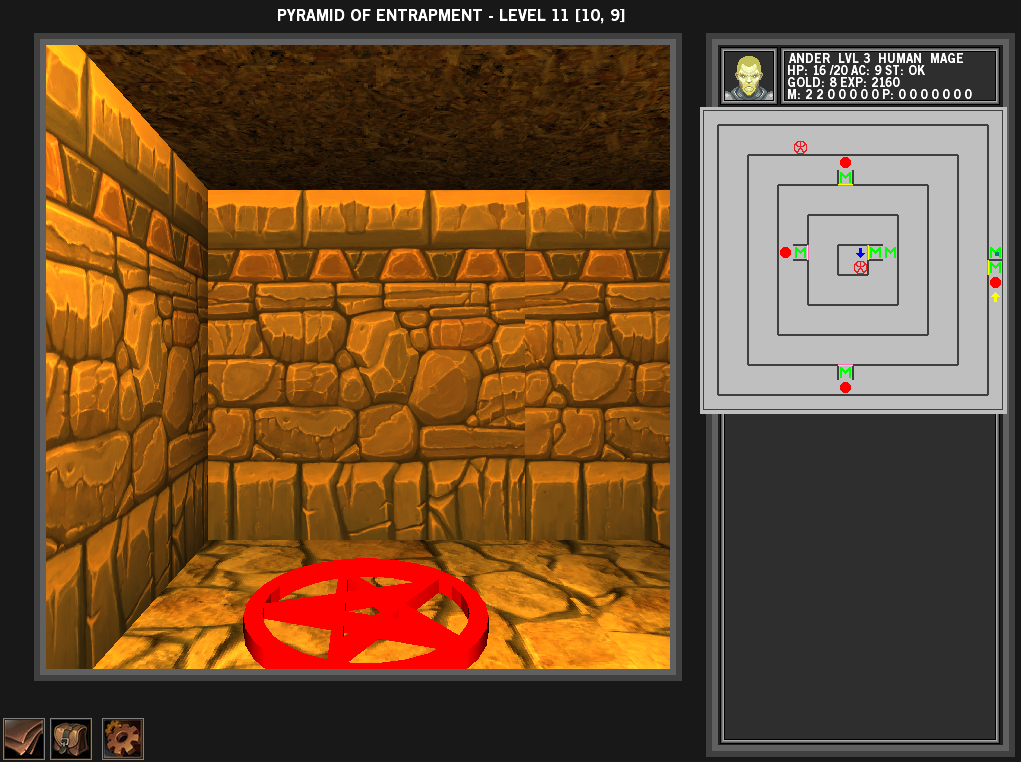 PYRAMID OF ENTRAPMENT - LEVEL 11 [10, 9]
ANDER LVL 3 HUMAN MAGE
HP: 16 /20 AC: 9 ST: OK
GOLD: 8 EXP: 2160
M: 2 2 0 0 0 0 0 P: 0 0 0 0 0 0 0
M
M M M M
M
M